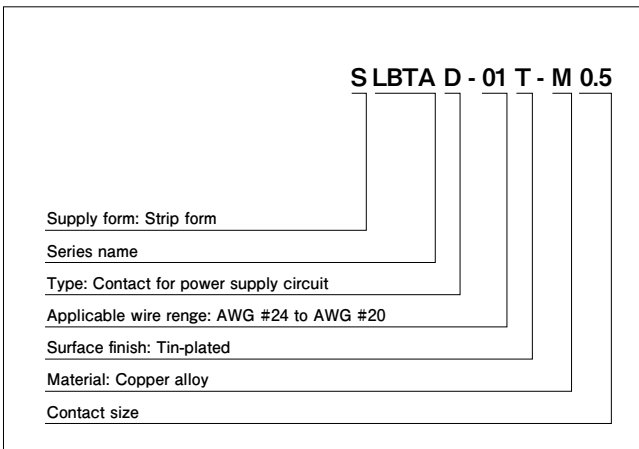 S LBTA D - 01 T - M 0.5
Supply form: Strip form
Series name
Type: Contact for power supply circuit
Applicable wire renge: AWG #24 to AWG #20
Surface finish: Tin-plated
Material: Copper alloy
Contact size